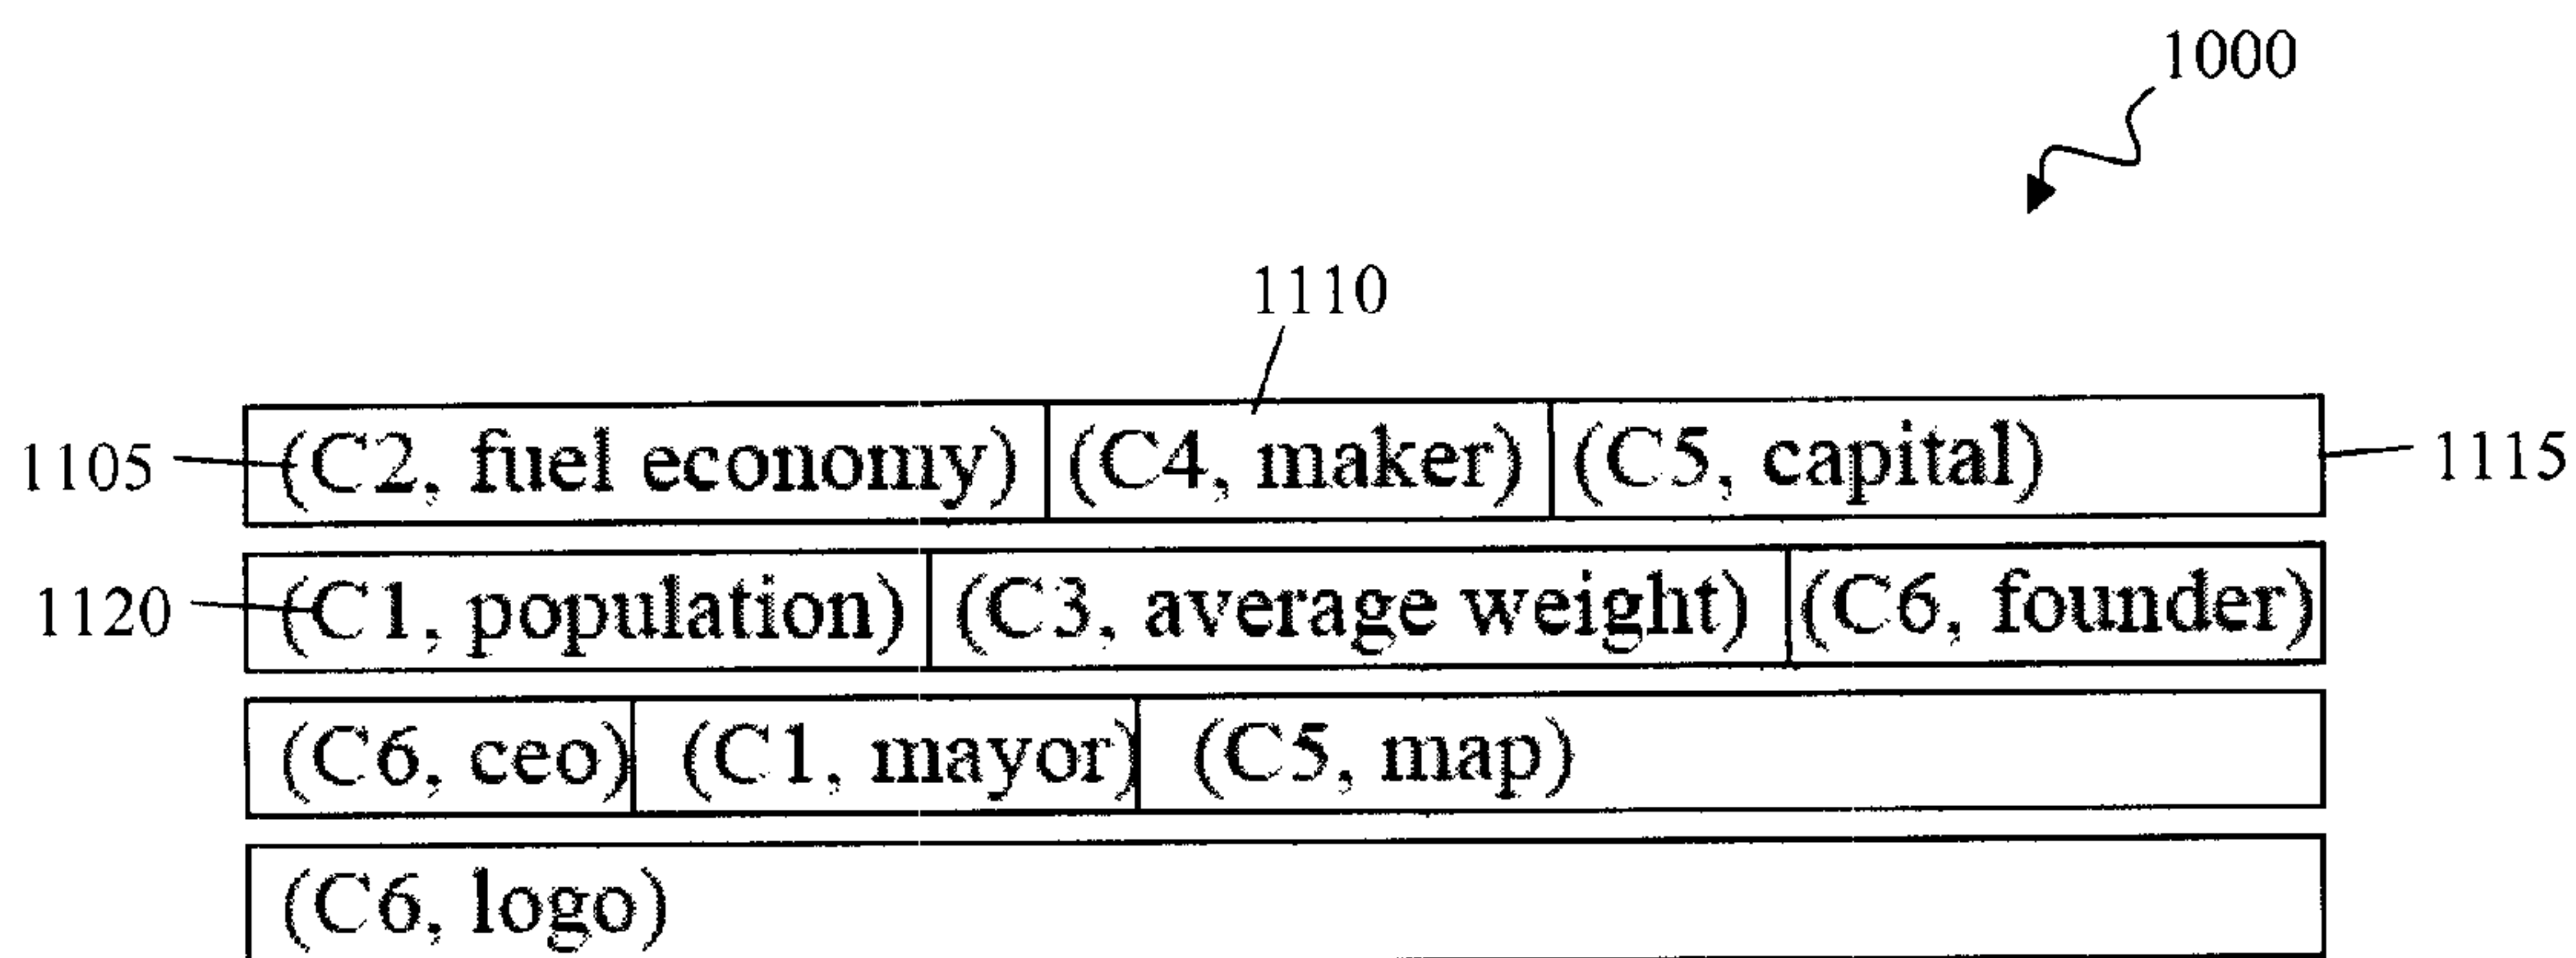 1000
1110
1105 (C2, fuel economy) (C4, maker) (C5, capital) 1115
1120 (C1, population) (C3, average weight) (C6, founder)
(C6, ceo) (C1, mayor) (C5, map)
(C6, logo)